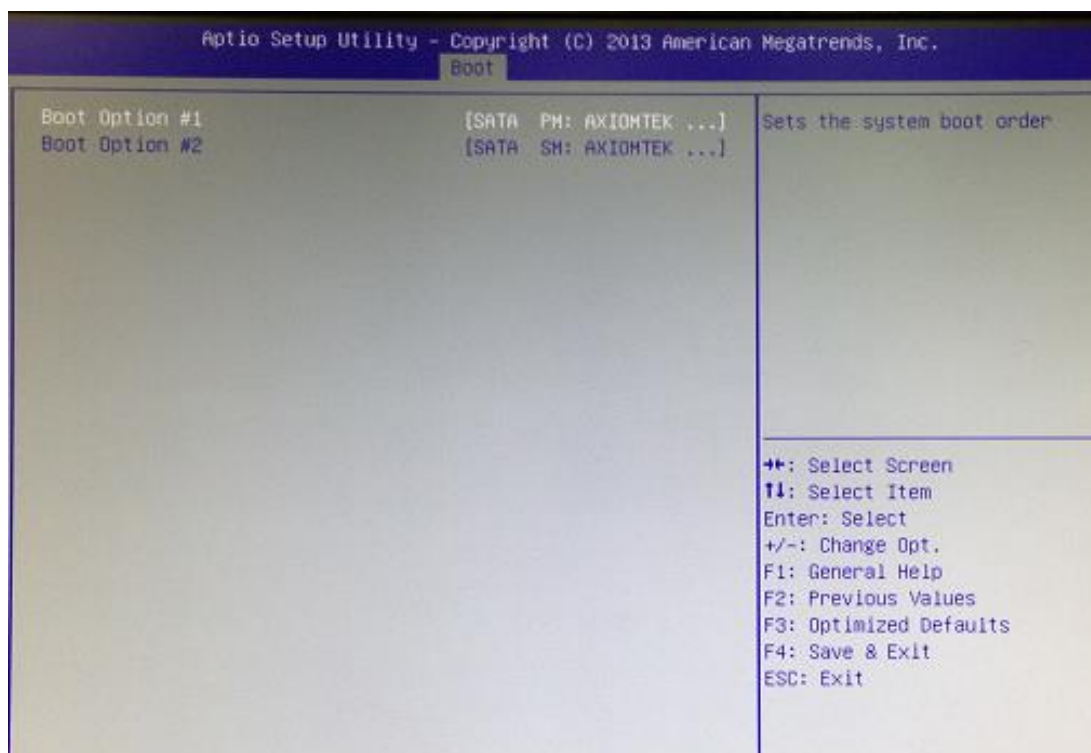 Aptio Setup Utility - Copyright (C) 2013 American Megatrends, Inc.
Boot
Boot Option #1 [SATA PM: AXIOMTEK ...]
Boot Option #2 [SATA SM: AXIOMTEK ...]
Sets the system boot order
→←: Select Screen
↑↓: Select Item
Enter: Select
+/-: Change Opt.
F1: General Help
F2: Previous Values
F3: Optimized Defaults
F4: Save & Exit
ESC: Exit